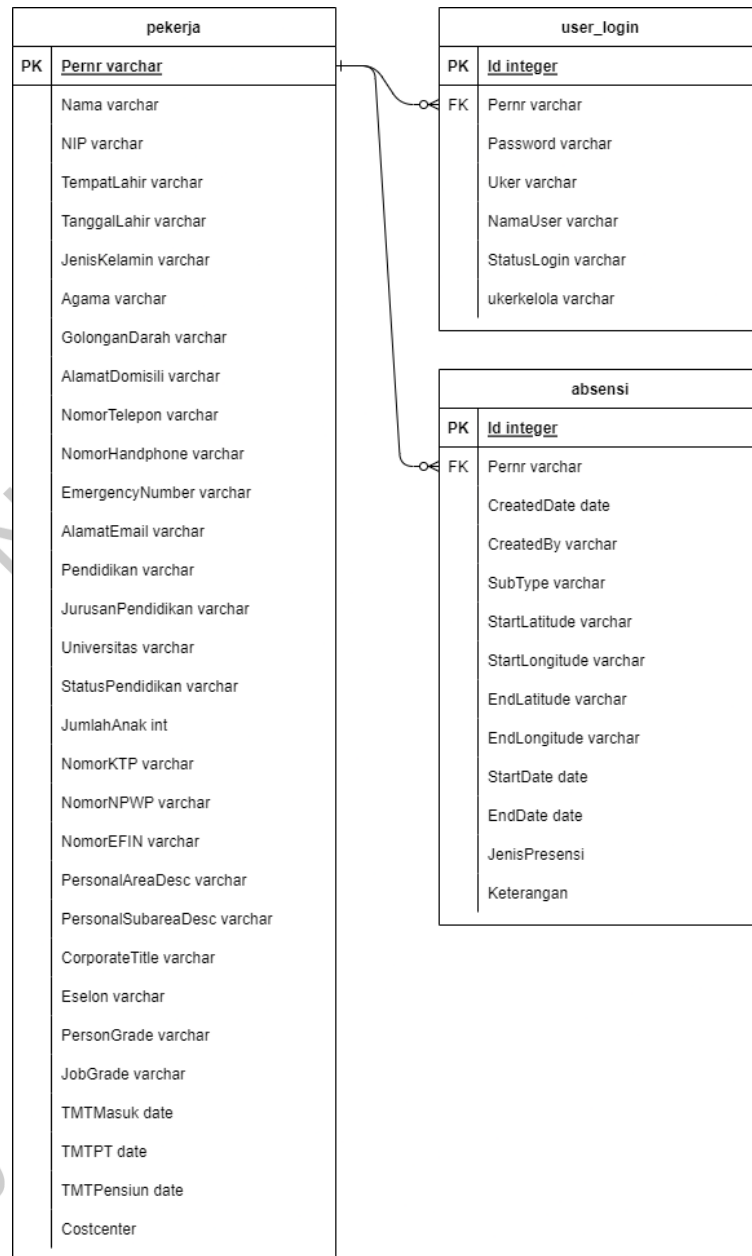 pekerja
PK Pernr varchar
Nama varchar
NIP varchar
TempatLahir varchar
TanggalLahir varchar
JenisKelamin varchar
Agama varchar
GolonganDarah varchar
AlamatDomisili varchar
NomorTelepon varchar
NomorHandphone varchar
EmergencyNumber varchar
AlamatEmail varchar
Pendidikan varchar
JurusanPendidikan varchar
Universitas varchar
StatusPendidikan varchar
JumlahAnak int
NomorKTP varchar
NomorNPWP varchar
NomorEFIN varchar
PersonalAreaDesc varchar
PersonalSubareaDesc varchar
CorporateTitle varchar
Eselon varchar
PersonGrade varchar
JobGrade varchar
TMTMasuk date
TMTPT date
TMTPensiun date
Costcenter
user_login
PK Id integer
FK Pernr varchar
Password varchar
Uker varchar
NamaUser varchar
StatusLogin varchar
ukerkelola varchar
absensi
PK Id integer
FK Pernr varchar
CreatedDate date
CreatedBy varchar
SubType varchar
StartLatitude varchar
StartLongitude varchar
EndLatitude varchar
EndLongitude varchar
StartDate date
EndDate date
JenisPresensi
Keterangan